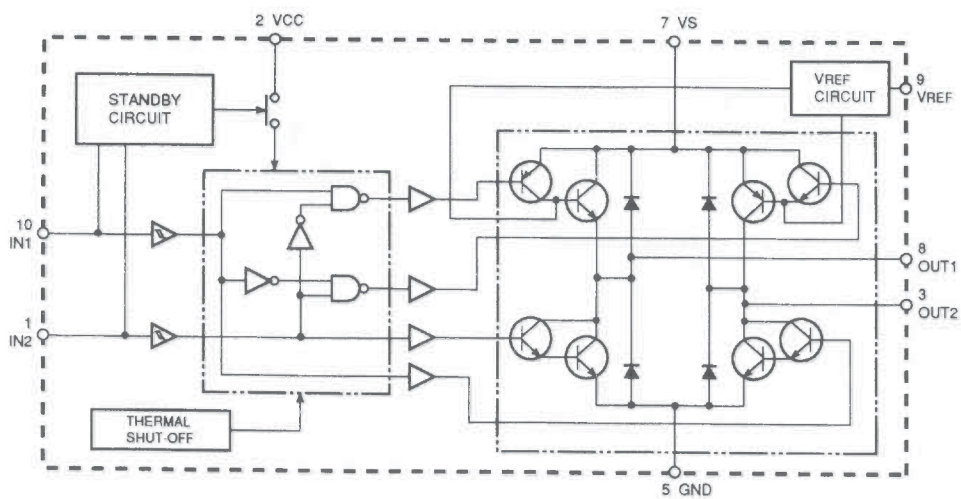 2 VCC
7 VS
STANDBY
CIRCUIT
VREF
CIRCUIT
9
VREF
10
IN1
8
OUT1
3
OUT2
1
IN2
THERMAL
SHUT-OFF
5 GND